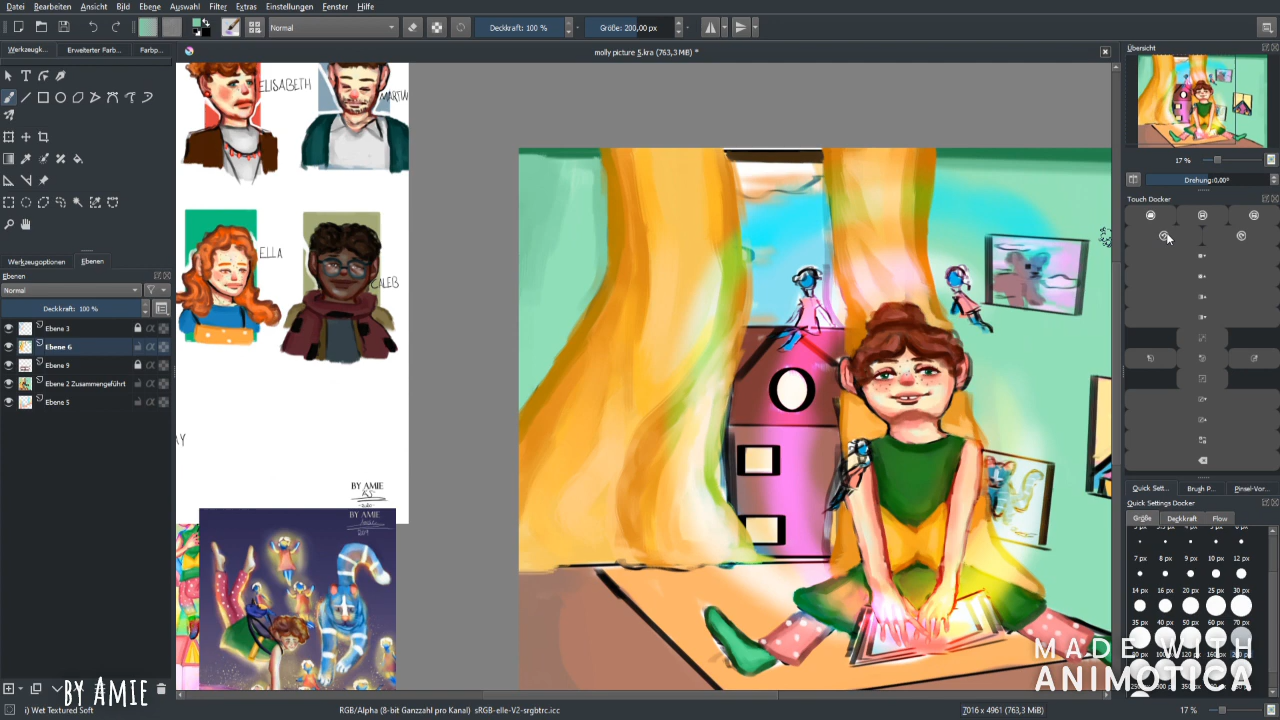 Datei Bearbeiten Ansicht Bild Ebene Auswahl Filter Extras Einstellungen Fenster Hilfe
Normal Deckkraft: 100 % Größe: 200,00 px
Werkzeugk... Erweiterter Farb... Farbp...
molly picture 5.kra (763,3 MiB) *
Übersicht
ELISABETH
MARTIN
17 %
Drehung:0.00°
Touch Docker
ELLA
CALEB
Werkzeugoptionen Ebenen
Ebenen
Normal
Deckkraft: 100 %
Ebene 3
Ebene 6
Ebene 9
Ebene 2 Zusammengeführt
Ebene 5
BY AMIE
BY AMIE
Quick Sett... Brush P... Pinsel-Vor...
Quick Settings Docker
Größe Deckkraft Flow
7 px 8 px 9 px 10 px 12 px
14 px 16 px 20 px 25 px 30 px
35 px 40 px 50 px 60 px 70 px
MADE WITH
ANIMOTICA
BY AMIE
i) Wet Textured Soft
RGB/Alpha (8-bit Ganzzahl pro Kanal) sRGB-elle-V2-srgbtrc.icc
7016 x 4961 (763,3 MiB)
17 %